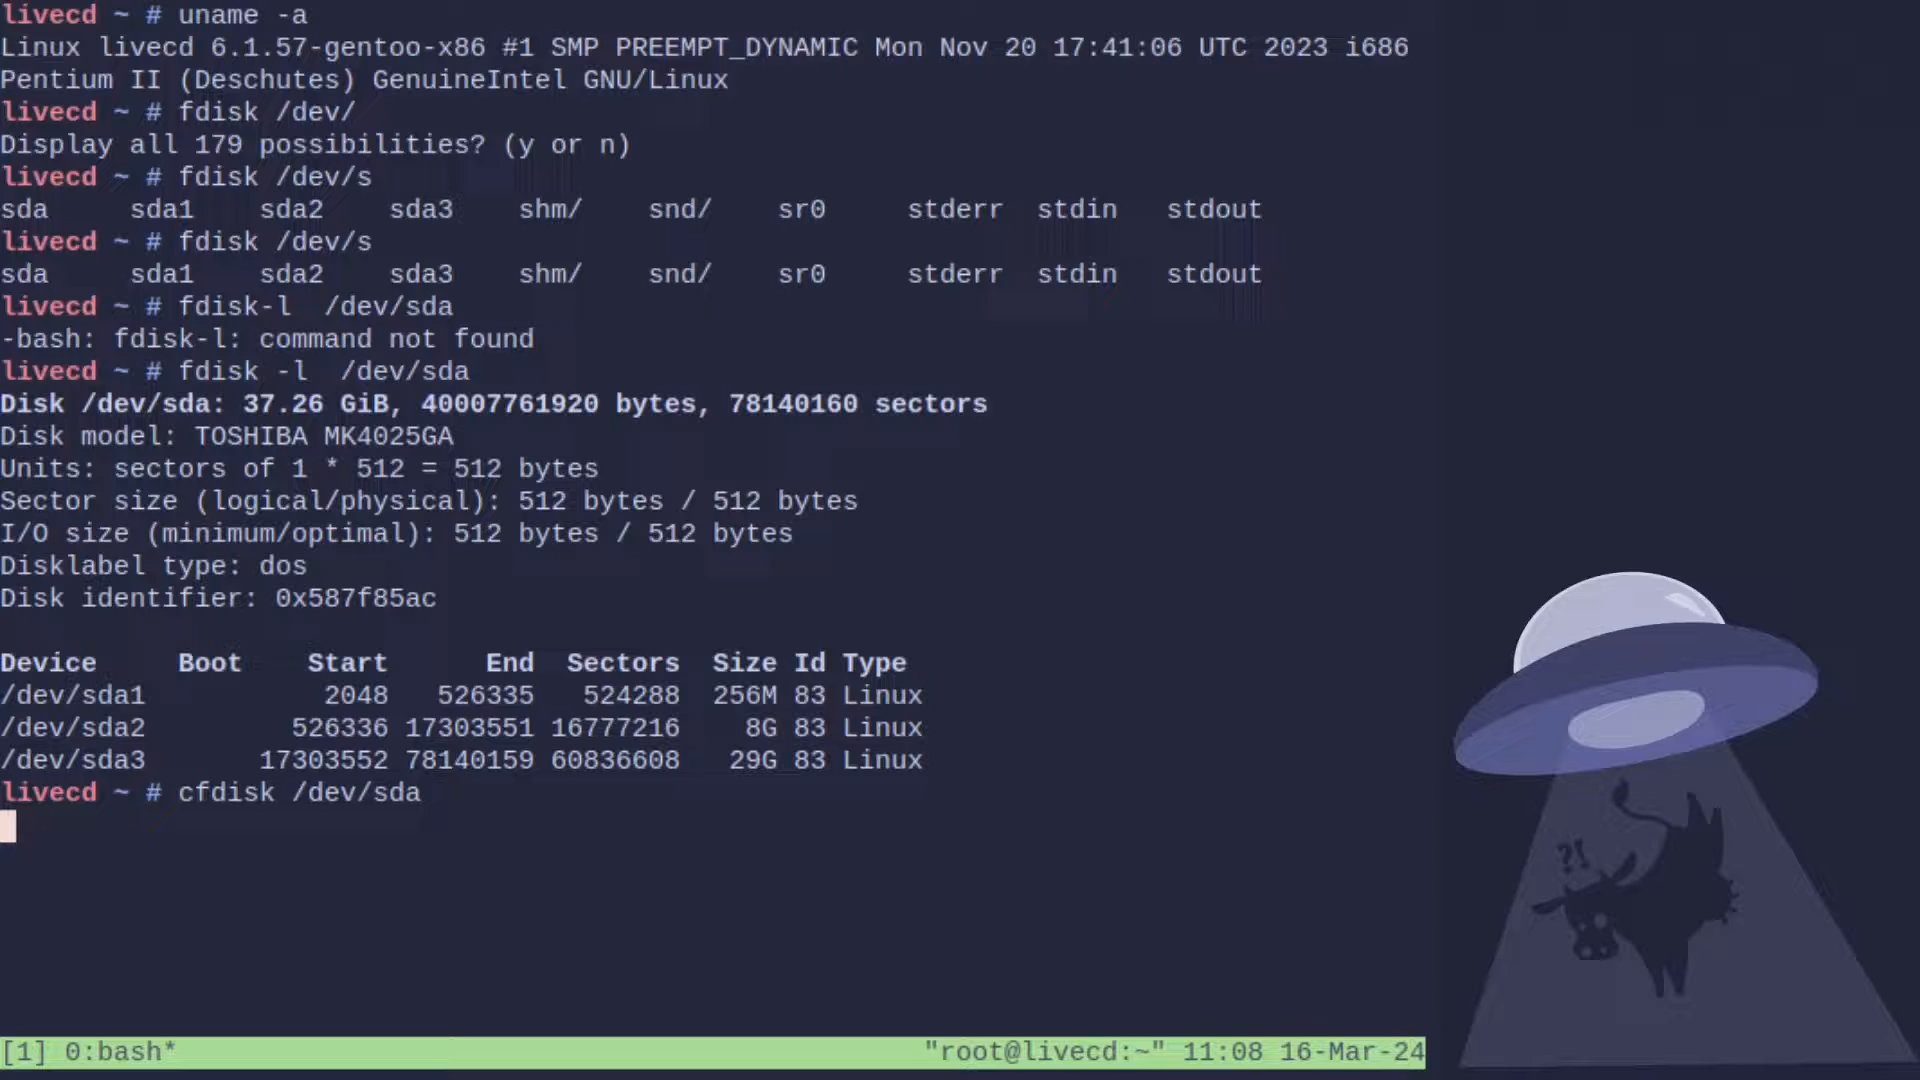 livecd ~ # uname -a
Linux livecd 6.1.57-gentoo-x86 #1 SMP PREEMPT_DYNAMIC Mon Nov 20 17:41:06 UTC 2023 i686
Pentium II (Deschutes) GenuineIntel GNU/Linux
livecd ~ # fdisk /dev/
Display all 179 possibilities? (y or n)
livecd ~ # fdisk /dev/s
sda     sda1    sda2    sda3    shm/    snd/    sr0     stderr  stdin   stdout
livecd ~ # fdisk /dev/s
sda     sda1    sda2    sda3    shm/    snd/    sr0     stderr  stdin   stdout
livecd ~ # fdisk-l  /dev/sda
-bash: fdisk-l: command not found
livecd ~ # fdisk -l  /dev/sda
Disk /dev/sda: 37.26 GiB, 40007761920 bytes, 78140160 sectors
Disk model: TOSHIBA MK4025GA
Units: sectors of 1 * 512 = 512 bytes
Sector size (logical/physical): 512 bytes / 512 bytes
I/O size (minimum/optimal): 512 bytes / 512 bytes
Disklabel type: dos
Disk identifier: 0x587f85ac
Device     Boot    Start      End  Sectors  Size Id Type
/dev/sda1           2048   526335   524288  256M 83 Linux
/dev/sda2         526336 17303551 16777216    8G 83 Linux
/dev/sda3       17303552 78140159 60836608   29G 83 Linux
livecd ~ # cfdisk /dev/sda
?!
[1] 0:bash* "root@livecd:~" 11:08 16-Mar-24